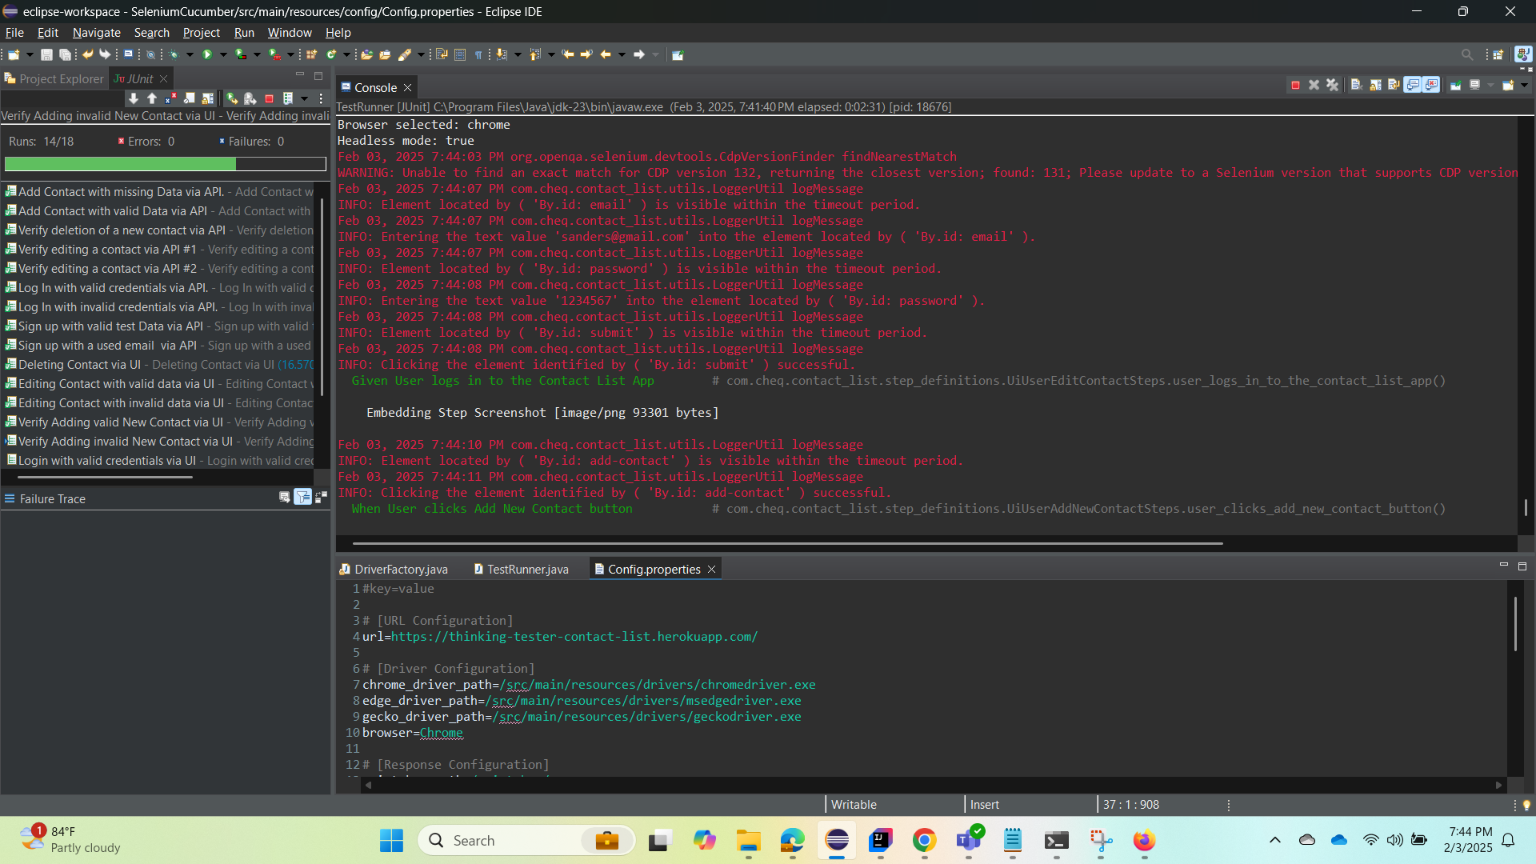 eclipse-workspace - SeleniumCucumber/src/main/resources/config/Config.properties - Eclipse IDE
File Edit Navigate Search Project Run Window Help
Project Explorer
JUnit
Verify Adding invalid New Contact via UI - Verify Adding invali
Runs: 14/18 Errors: 0 Failures: 0
Add Contact with missing Data via API. - Add Contact w
Add Contact with valid Data via API - Add Contact with
Verify deletion of a new contact via API - Verify deletion
Verify editing a contact via API #1 - Verify editing a cont
Verify editing a contact via API #2 - Verify editing a cont
Log In with valid credentials via API. - Log In with valid c
Log In with invalid credentials via API. - Log In with inva
Sign up with valid test Data via API - Sign up with valid
Sign up with a used email  via API - Sign up with a used
Deleting Contact via UI - Deleting Contact via UI (16.570
Editing Contact with valid data via UI - Editing Contact
Editing Contact with invalid data via UI - Editing Contac
Verify Adding valid New Contact via UI - Verify Adding
Verify Adding invalid New Contact via UI - Verify Adding
Login with valid credentials via UI - Login with valid crec
Failure Trace
Console
TestRunner [JUnit] C:\Program Files\Java\jdk-23\bin\javaw.exe (Feb 3, 2025, 7:41:40 PM elapsed: 0:02:31) [pid: 18676]
Browser selected: chrome
Headless mode: true
Feb 03, 2025 7:44:03 PM org.openqa.selenium.devtools.CdpVersionFinder findNearestMatch
WARNING: Unable to find an exact match for CDP version 132, returning the closest version; found: 131; Please update to a Selenium version that supports CDP version
Feb 03, 2025 7:44:07 PM com.cheq.contact_list.utils.LoggerUtil logMessage
INFO: Element located by ( 'By.id: email' ) is visible within the timeout period.
Feb 03, 2025 7:44:07 PM com.cheq.contact_list.utils.LoggerUtil logMessage
INFO: Entering the text value 'sanders@gmail.com' into the element located by ( 'By.id: email' ).
Feb 03, 2025 7:44:07 PM com.cheq.contact_list.utils.LoggerUtil logMessage
INFO: Element located by ( 'By.id: password' ) is visible within the timeout period.
Feb 03, 2025 7:44:08 PM com.cheq.contact_list.utils.LoggerUtil logMessage
INFO: Entering the text value '1234567' into the element located by ( 'By.id: password' ).
Feb 03, 2025 7:44:08 PM com.cheq.contact_list.utils.LoggerUtil logMessage
INFO: Element located by ( 'By.id: submit' ) is visible within the timeout period.
Feb 03, 2025 7:44:08 PM com.cheq.contact_list.utils.LoggerUtil logMessage
INFO: Clicking the element identified by ( 'By.id: submit' ) successful.
Given User logs in to the Contact List App # com.cheq.contact_list.step_definitions.UiUserEditContactSteps.user_logs_in_to_the_contact_list_app()
Embedding Step Screenshot [image/png 93301 bytes]
Feb 03, 2025 7:44:10 PM com.cheq.contact_list.utils.LoggerUtil logMessage
INFO: Element located by ( 'By.id: add-contact' ) is visible within the timeout period.
Feb 03, 2025 7:44:11 PM com.cheq.contact_list.utils.LoggerUtil logMessage
INFO: Clicking the element identified by ( 'By.id: add-contact' ) successful.
When User clicks Add New Contact button # com.cheq.contact_list.step_definitions.UiUserAddNewContactSteps.user_clicks_add_new_contact_button()
DriverFactory.java TestRunner.java Config.properties
1 #key=value
2
3 # [URL Configuration]
4 url=https://thinking-tester-contact-list.herokuapp.com/
5
6 # [Driver Configuration]
7 chrome_driver_path=/src/main/resources/drivers/chromedriver.exe
8 edge_driver_path=/src/main/resources/drivers/msedgedriver.exe
9 gecko_driver_path=/src/main/resources/drivers/geckodriver.exe
10 browser=Chrome
11
12 # [Response Configuration]
Writable Insert 37 : 1 : 908
1
84°F
Partly cloudy
Search
7:44 PM
2/3/2025